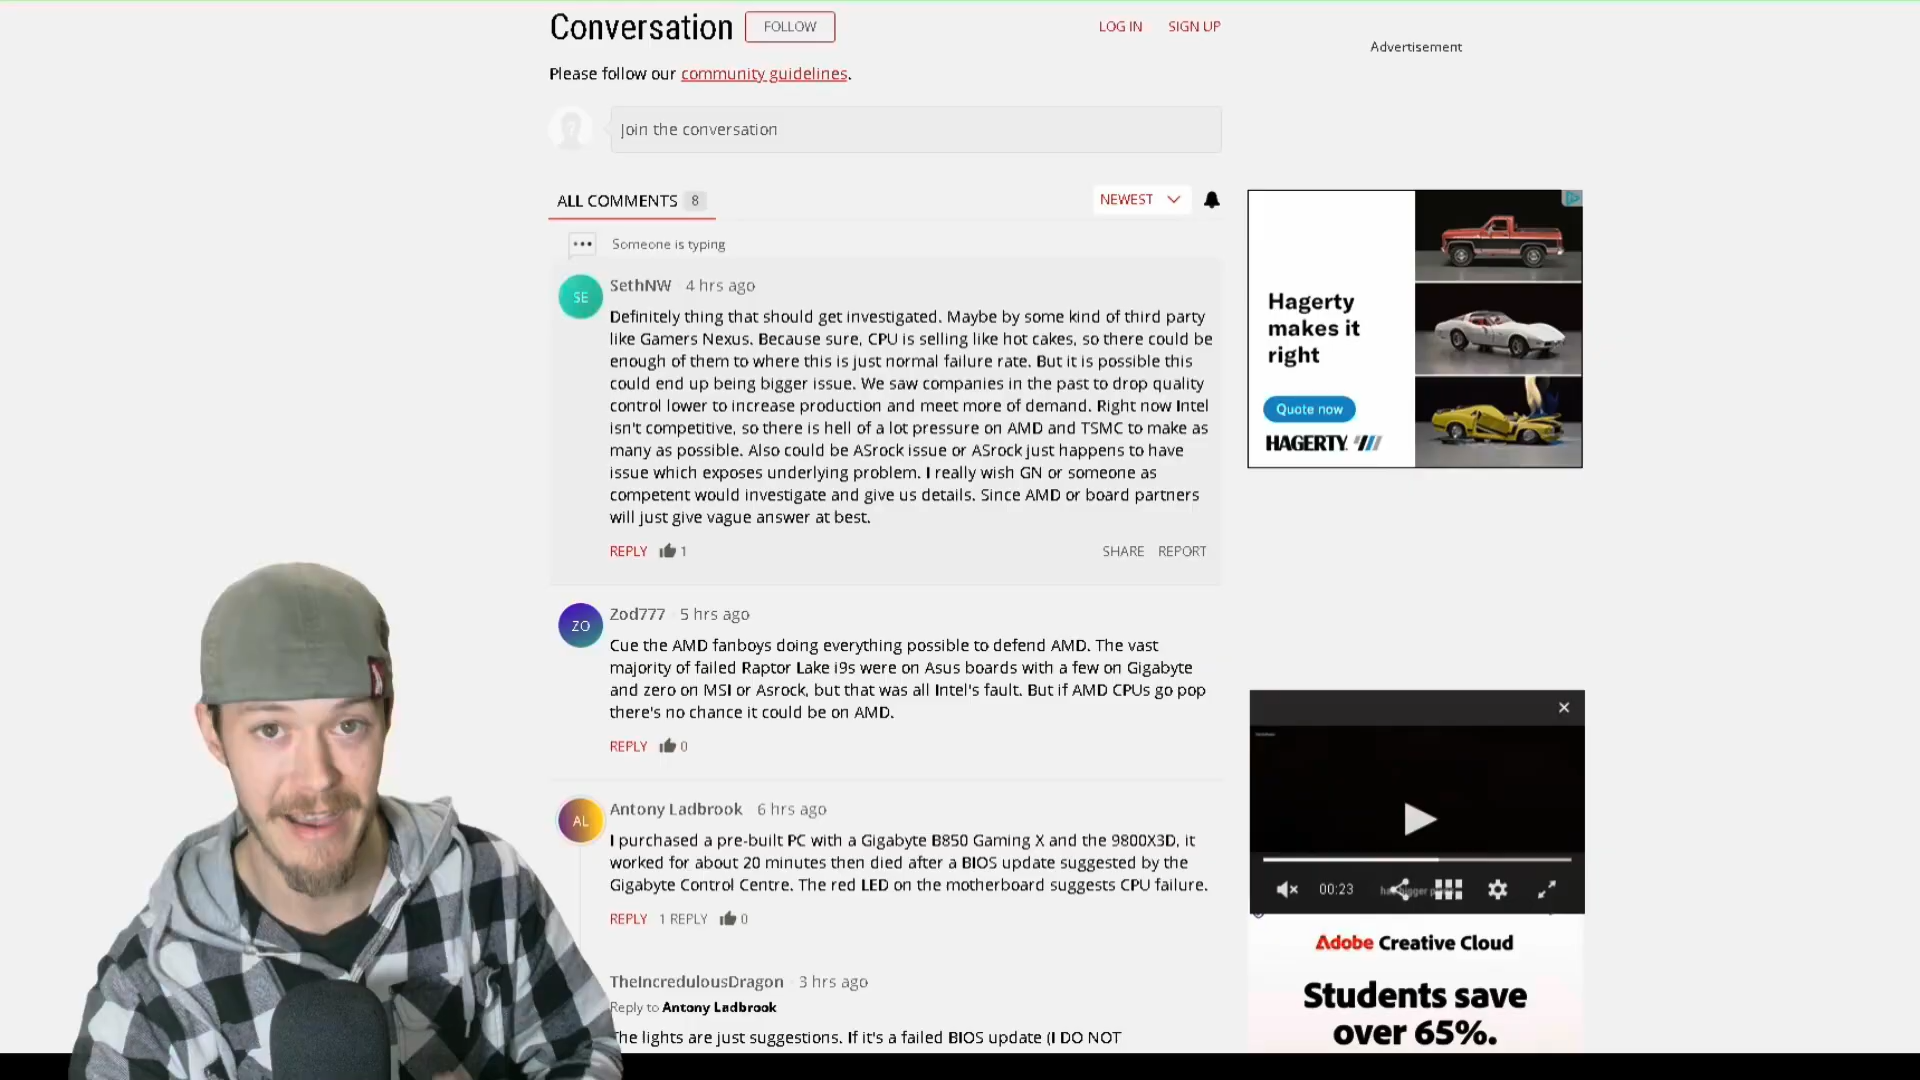 Conversation
FOLLOW
LOG IN
SIGN UP
Advertisement
Please follow our community guidelines.
Join the conversation
ALL COMMENTS 8
NEWEST
Someone is typing
SE
SethNW 4 hrs ago
Definitely thing that should get investigated. Maybe by some kind of third party
like Gamers Nexus. Because sure, CPU is selling like hot cakes, so there could be
enough of them to where this is just normal failure rate. But it is possible this
could end up being bigger issue. We saw companies in the past to drop quality
control lower to increase production and meet more of demand. Right now Intel
isn't competitive, so there is hell of a lot pressure on AMD and TSMC to make as
many as possible. Also could be ASrock issue or ASrock just happens to have
issue which exposes underlying problem. I really wish GN or someone as
competent would investigate and give us details. Since AMD or board partners
will just give vague answer at best.
REPLY 1
SHARE REPORT
ZO
Zod777 5 hrs ago
Cue the AMD fanboys doing everything possible to defend AMD. The vast
majority of failed Raptor Lake i9s were on Asus boards with a few on Gigabyte
and zero on MSI or Asrock, but that was all Intel's fault. But if AMD CPUs go pop
there's no chance it could be on AMD.
REPLY 0
AL
Antony Ladbrook 6 hrs ago
I purchased a pre-built PC with a Gigabyte B850 Gaming X and the 9800X3D, it
worked for about 20 minutes then died after a BIOS update suggested by the
Gigabyte Control Centre. The red LED on the motherboard suggests CPU failure.
REPLY 1 REPLY 0
TheIncredulousDragon 3 hrs ago
Reply to Antony Ladbrook
The lights are just suggestions. If it's a failed BIOS update (I DO NOT
Hagerty
makes it
right
Quote now
HAGERTY
00:23
Adobe Creative Cloud
Students save
over 65%.